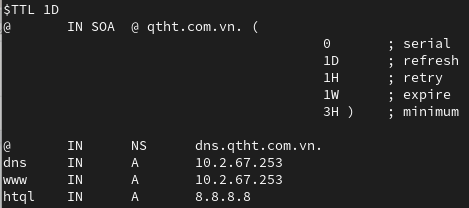 $TTL 1D
@ IN SOA @ qtht.com.vn. (
0 ; serial
1D ; refresh
1H ; retry
1W ; expire
3H ) ; minimum
@ IN NS dns.qtht.com.vn.
dns IN A 10.2.67.253
www IN A 10.2.67.253
htql IN A 8.8.8.8